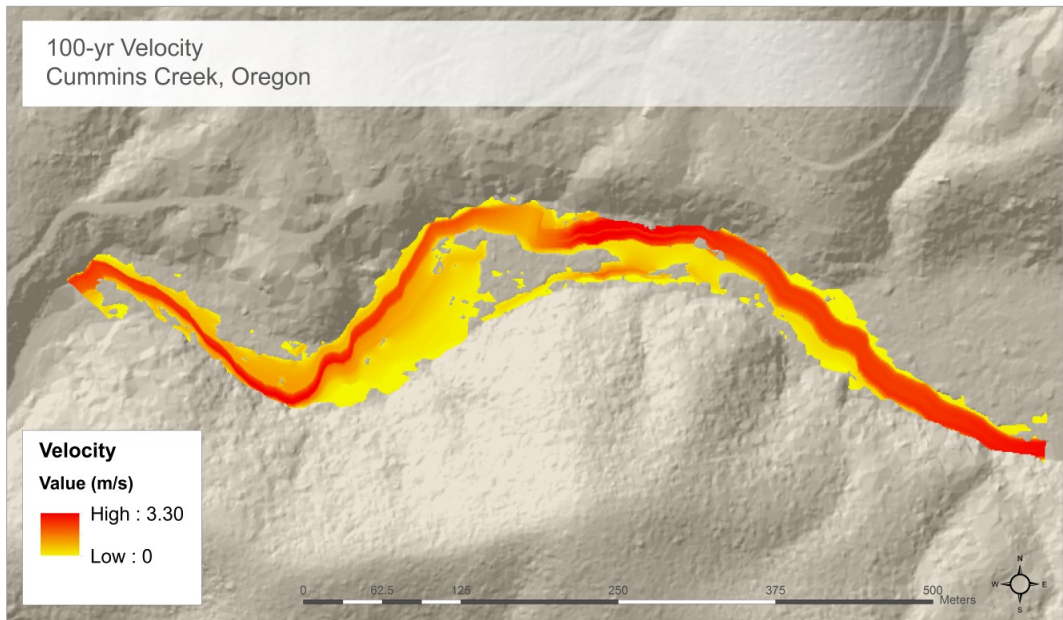 100-yr Velocity
Cummins Creek, Oregon
Velocity
Value (m/s)
High : 3.30
Low : 0
0 62.5 125 250 375 500
Meters
N
W E
S